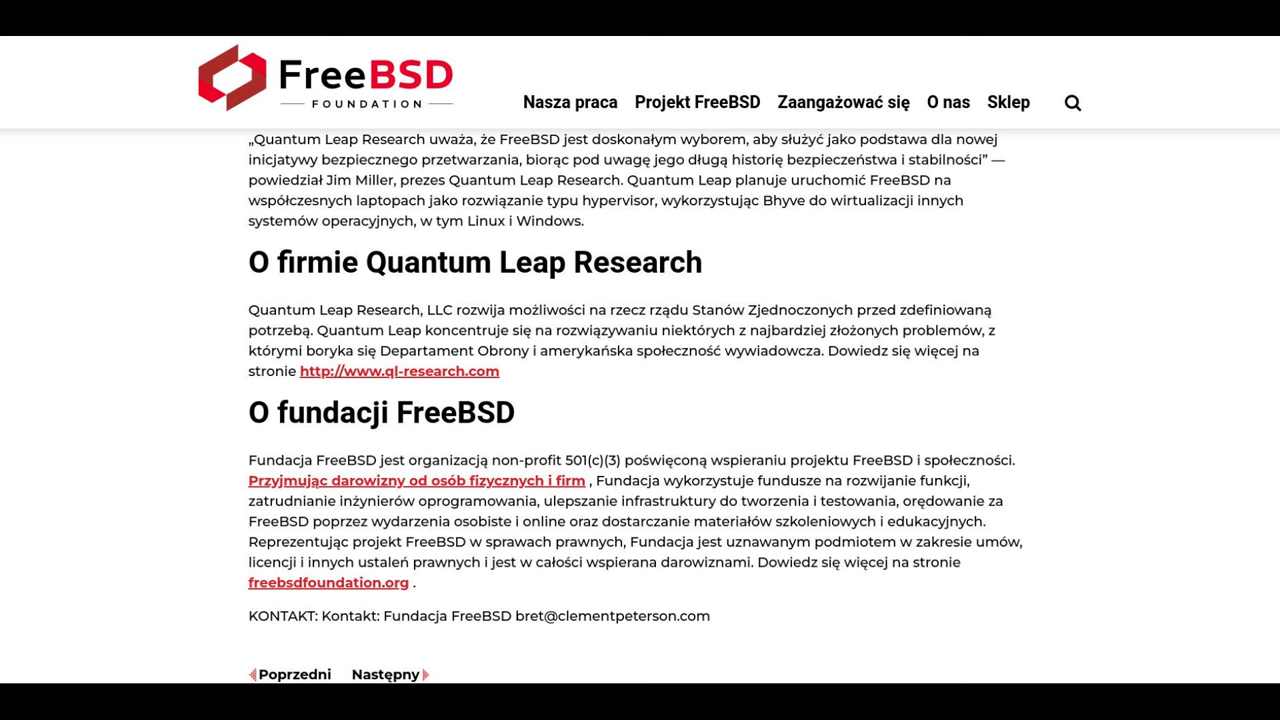 FreeBSD
FOUNDATION
Nasza praca Projekt FreeBSD Zaangażować się O nas Sklep
„Quantum Leap Research uważa, że FreeBSD jest doskonałym wyborem, aby służyć jako podstawa dla nowej
inicjatywy bezpiecznego przetwarzania, biorąc pod uwagę jego długą historię bezpieczeństwa i stabilności” —
powiedział Jim Miller, prezes Quantum Leap Research. Quantum Leap planuje uruchomić FreeBSD na
współczesnych laptopach jako rozwiązanie typu hypervisor, wykorzystując Bhyve do wirtualizacji innych
systemów operacyjnych, w tym Linux i Windows.
O firmie Quantum Leap Research
Quantum Leap Research, LLC rozwija możliwości na rzecz rządu Stanów Zjednoczonych przed zdefiniowaną
potrzebą. Quantum Leap koncentruje się na rozwiązywaniu niektórych z najbardziej złożonych problemów, z
którymi boryka się Departament Obrony i amerykańska społeczność wywiadowcza. Dowiedz się więcej na
stronie http://www.ql-research.com
O fundacji FreeBSD
Fundacja FreeBSD jest organizacją non-profit 501(c)(3) poświęconą wspieraniu projektu FreeBSD i społeczności.
Przyjmując darowizny od osób fizycznych i firm , Fundacja wykorzystuje fundusze na rozwijanie funkcji,
zatrudnianie inżynierów oprogramowania, ulepszanie infrastruktury do tworzenia i testowania, orędowanie za
FreeBSD poprzez wydarzenia osobiste i online oraz dostarczanie materiałów szkoleniowych i edukacyjnych.
Reprezentując projekt FreeBSD w sprawach prawnych, Fundacja jest uznawanym podmiotem w zakresie umów,
licencji i innych ustaleń prawnych i jest w całości wspierana darowiznami. Dowiedz się więcej na stronie
freebsdfoundation.org .
KONTAKT: Kontakt: Fundacja FreeBSD bret@clementpeterson.com
Poprzedni Następny